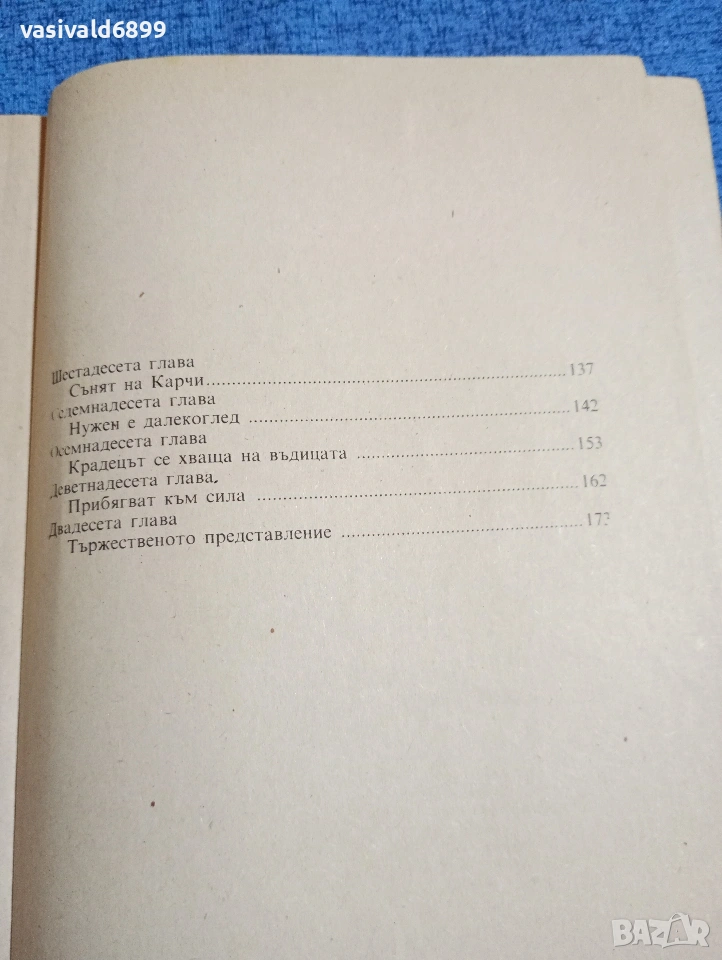 vasivald6899
Шестадесета глава
Сънят на Карчи 137
Седемнадесета глава
Нужен е далекоглед 142
Осемнадесета глава
Крадецът се хваща на въдицата 153
Деветнадесета глава.
Прибягват към сила 162
Двадесета глава
Тържественото представление 173
BAZAR